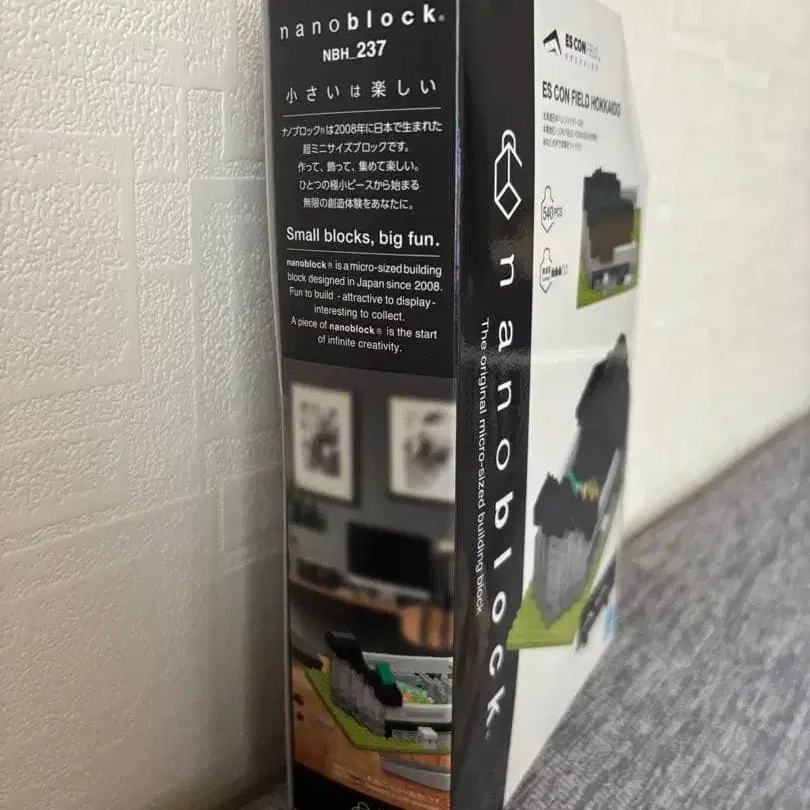 nanoblock®
NBH_237
小さいは楽しい
ナノブロック®は2008年に日本で生まれた
超ミニサイズブロックです。
作って、飾って、集めて楽しい。
ひとつの極小ピースから始まる
無限の創造体験をあなたに。
Small blocks, big fun.
nanoblock® is a micro-sized building
block designed in Japan since 2008.
Fun to build - attractive to display -
interesting to collect.
A piece of nanoblock® is the start
of infinite creativity.
nanoblock®
The original micro-sized building block
ES CON FIELD
HOKKAIDO
ES CON FIELD HOKKAIDO
540PCS